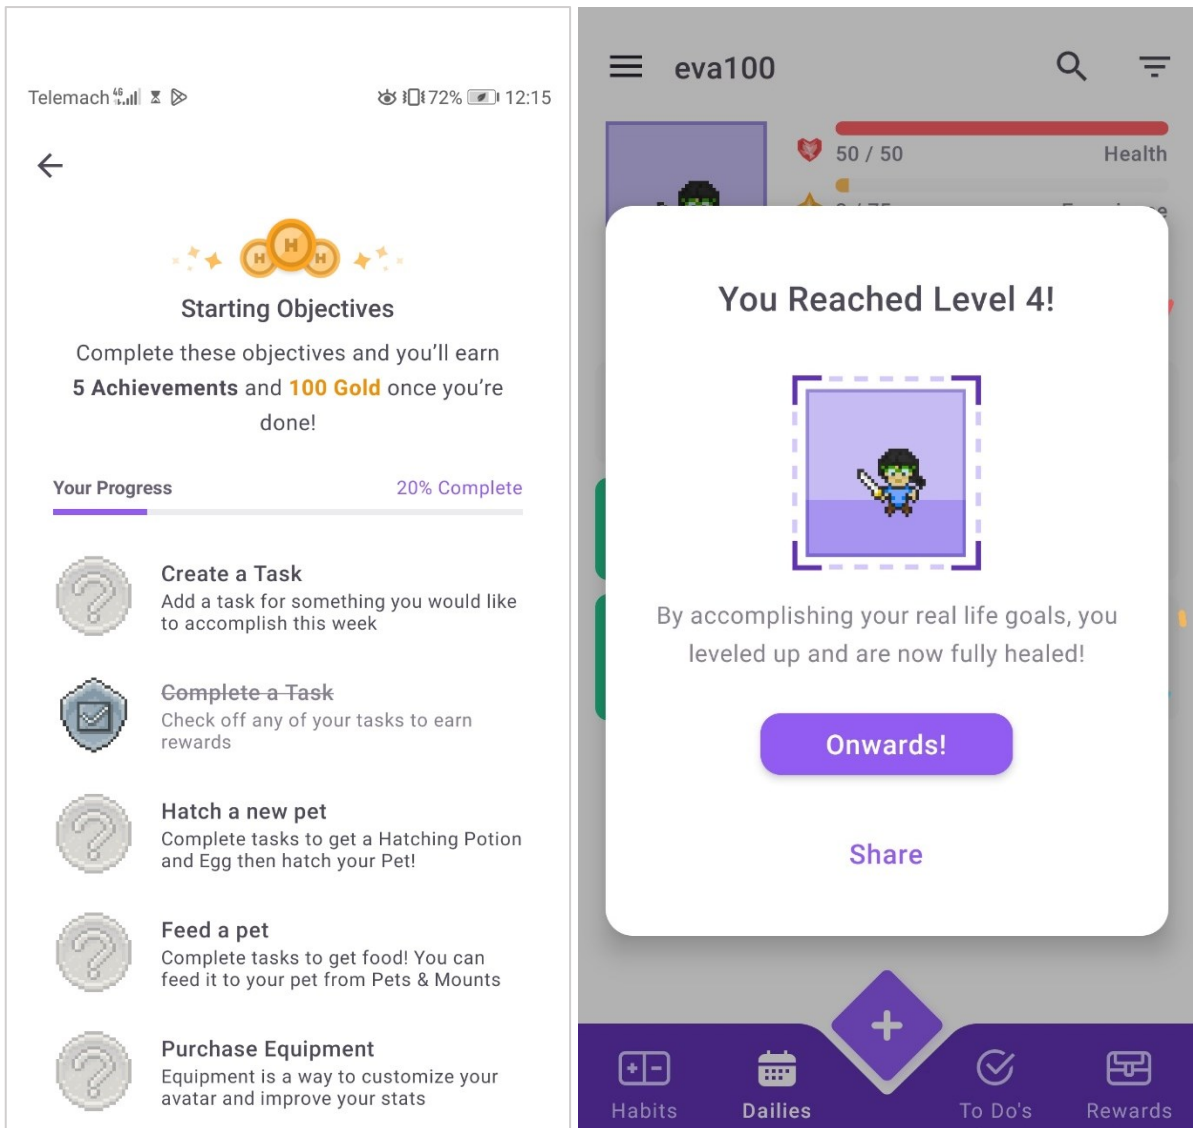 Telemach 4G 72% 12:15
Starting Objectives
Complete these objectives and you'll earn
5 Achievements and 100 Gold once you're
done!
Your Progress
20% Complete
Create a Task
Add a task for something you would like
to accomplish this week
Complete a Task
Check off any of your tasks to earn
rewards
Hatch a new pet
Complete tasks to get a Hatching Potion
and Egg then hatch your Pet!
Feed a pet
Complete tasks to get food! You can
feed it to your pet from Pets & Mounts
Purchase Equipment
Equipment is a way to customize your
avatar and improve your stats
eva100
50 / 50
Health
You Reached Level 4!
By accomplishing your real life goals, you
leveled up and are now fully healed!
Onwards!
Share
Habits
Dailies
To Do's
Rewards